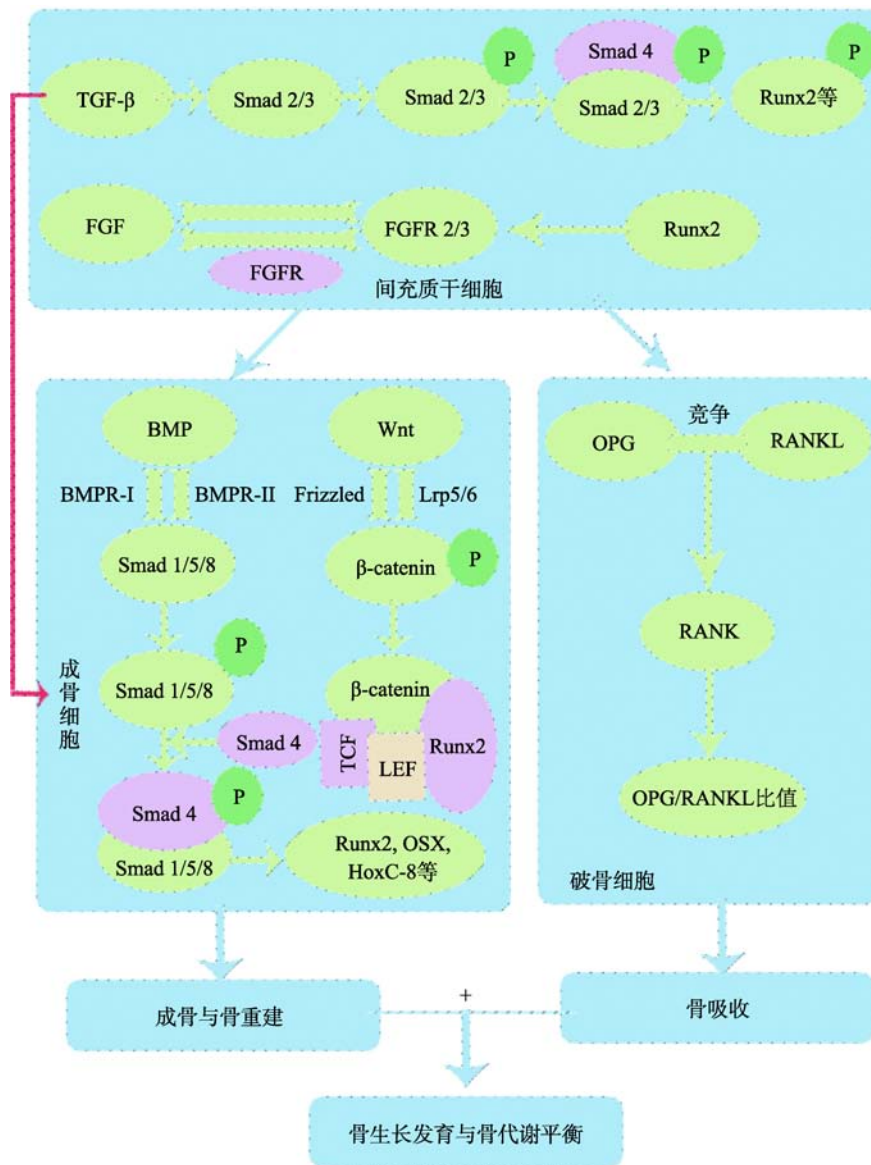 P
Smad 4
P
P
TGF-β
Smad 2/3
Smad 2/3
Smad 2/3
Runx2等
FGF
FGFR 2/3
Runx2
FGFR
间充质干细胞
BMP
Wnt
BMPR-I
BMPR-II
Frizzled
Lrp5/6
Smad 1/5/8
β-catenin
P
P
Smad 1/5/8
β-catenin
成骨细胞
Smad 4
TCF
LEF
Runx2
Smad 4
P
Smad 1/5/8
Runx2, OSX,
HoxC-8等
竞争
OPG
RANKL
RANK
OPG/RANKL比值
破骨细胞
成骨与骨重建
+
骨吸收
骨生长发育与骨代谢平衡